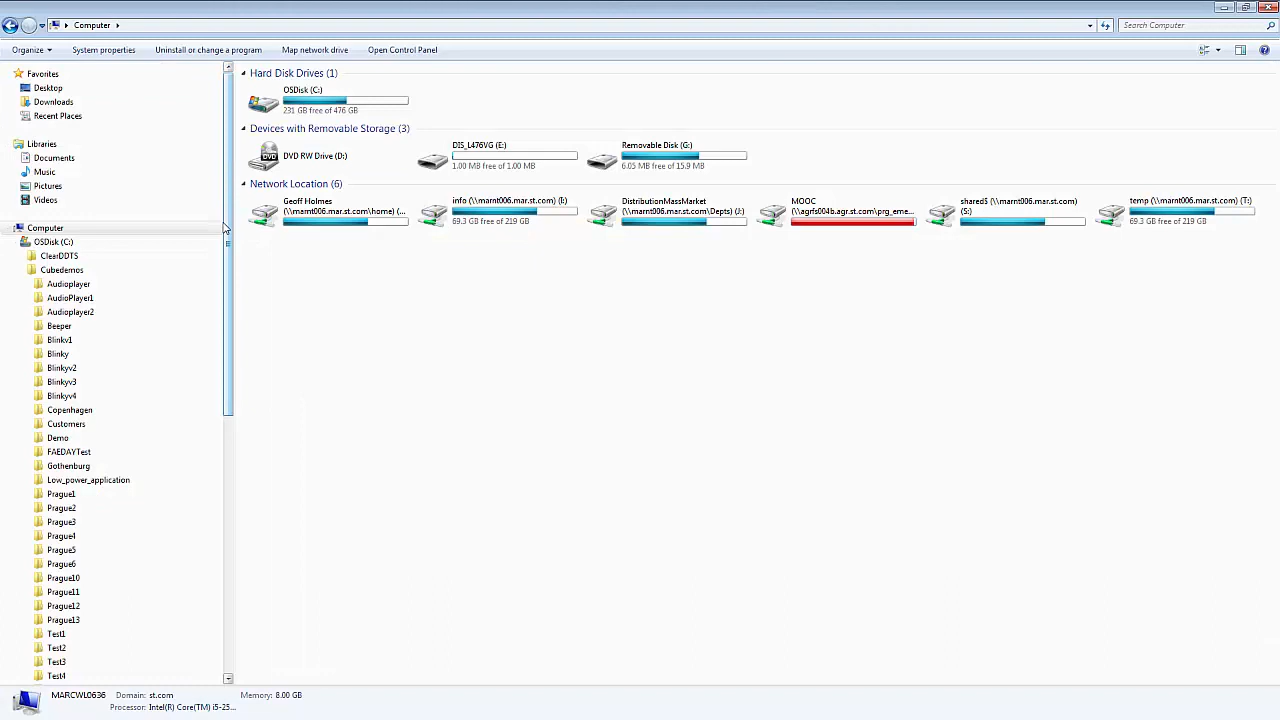 Computer
Search Computer
Organize
System properties
Uninstall or change a program
Map network drive
Open Control Panel
Favorites
Desktop
Downloads
Recent Places
Libraries
Documents
Music
Pictures
Videos
Computer
OSDisk (C:)
ClearDDTS
Cubedemos
Audioplayer
AudioPlayer1
Audioplayer2
Beeper
Blinkv1
Blinky
Blinkyv2
Blinkyv3
Blinkyv4
Copenhagen
Customers
Demo
FAEDAYTest
Gothenburg
Low_power_application
Prague1
Prague2
Prague3
Prague4
Prague5
Prague6
Prague10
Prague11
Prague12
Prague13
Test1
Test2
Test3
Test4
Hard Disk Drives (1)
OSDisk (C:)
231 GB free of 476 GB
Devices with Removable Storage (3)
DVD RW Drive (D:)
DVD
DIS_L476VG (E:)
1.00 MB free of 1.00 MB
Removable Disk (G:)
6.05 MB free of 15.9 MB
Network Location (6)
Geoff Holmes
(\\marnt006.mar.st.com\home) (...
info (\\marnt006.mar.st.com) (I:)
69.3 GB free of 219 GB
DistributionMassMarket
(\\marnt006.mar.st.com\Depts) (J:)
MOOC
(\\agrfs004b.agr.st.com\prg_eme...
shared$ (\\marnt006.mar.st.com)
(S:)
temp (\\marnt006.mar.st.com) (T:)
69.3 GB free of 219 GB
MARCWL0636
Domain: st.com
Memory: 8.00 GB
Processor: Intel(R) Core(TM) i5-25...